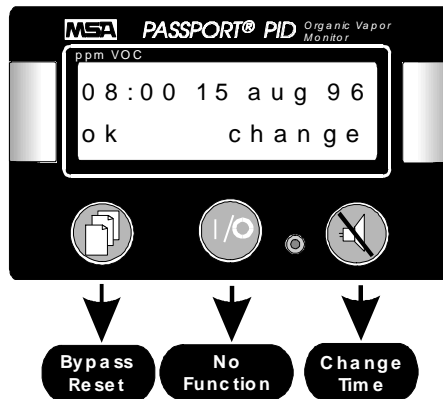 MSA PASSPORT® PID Organic Vapor Monitor
ppm VOC
08:00 15 aug 96
ok change
I/O
Bypass Reset
No Function
Change Time